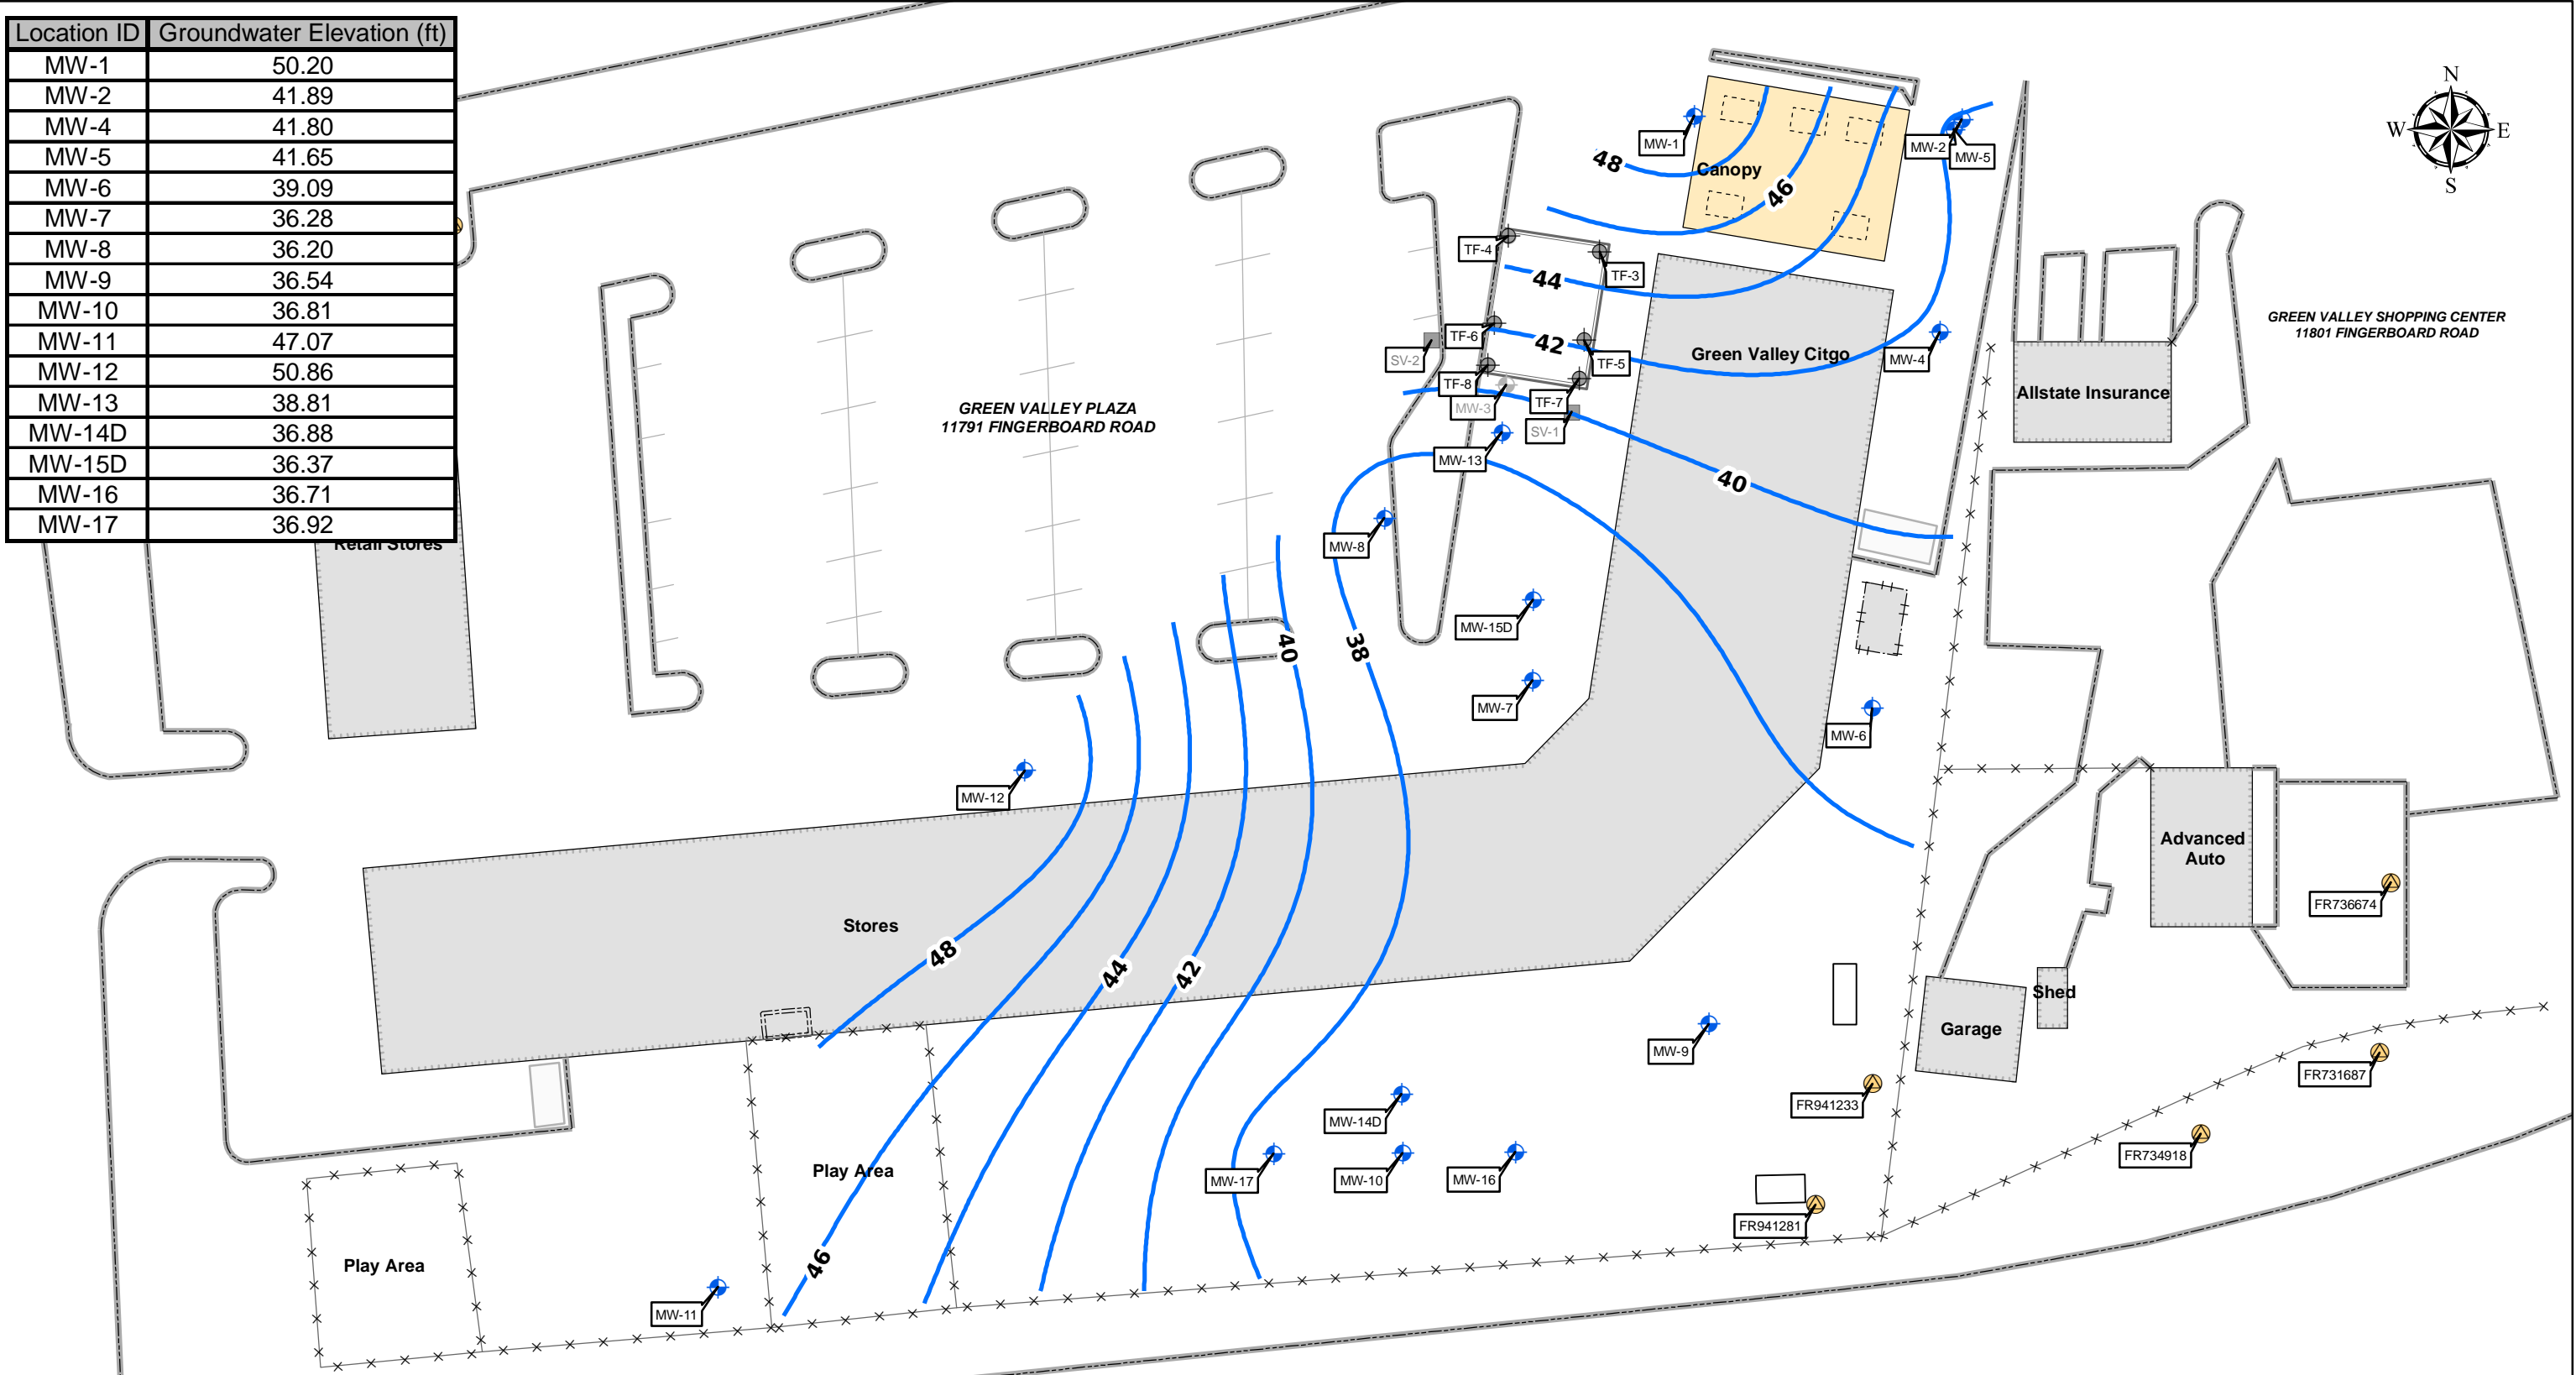 Location ID Groundwater Elevation (ft)
MW-1 50.20
MW-2 41.89
MW-4 41.80
MW-5 41.65
MW-6 39.09
MW-7 36.28
MW-8 36.20
MW-9 36.54
MW-10 36.81
MW-11 47.07
MW-12 50.86
MW-13 38.81
MW-14D 36.88
MW-15D 36.37
MW-16 36.71
MW-17 36.92
N
W E
S
MW-1
48
Canopy
46
MW-2
MW-5
TF-4
TF-3
44
TF-6
42
SV-2
TF-5
Green Valley Citgo
MW-4
TF-8
TF-7
MW-3
SV-1
MW-13
40
GREEN VALLEY SHOPPING CENTER
11801 FINGERBOARD ROAD
Allstate Insurance
GREEN VALLEY PLAZA
11791 FINGERBOARD ROAD
Retail Stores
MW-8
MW-15D
40
38
MW-7
MW-6
MW-12
Advanced
Auto
FR736674
Stores
48
44
42
Shed
Garage
MW-9
FR731687
FR941233
MW-14D
FR734918
Play Area
MW-17
MW-10
MW-16
FR941281
46
Play Area
MW-11